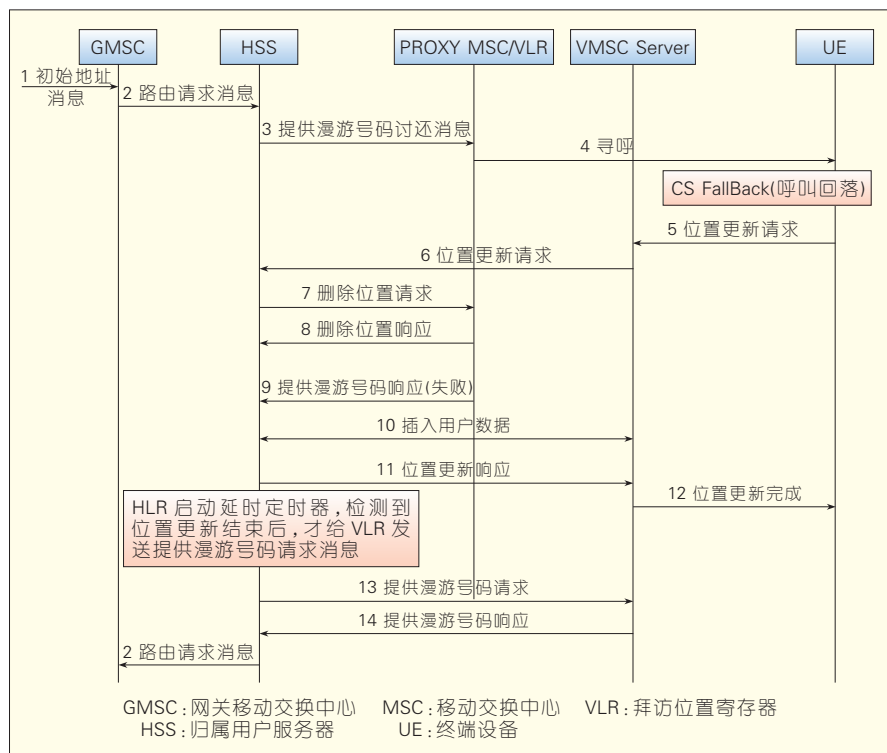 GMSC
HSS
PROXY MSC/VLR
VMSC Server
UE
1 初始地址
消息
2 路由请求消息
3 提供漫游号码讨还消息
4 寻呼
CS FallBack(呼叫回落)
5 位置更新请求
6 位置更新请求
7 删除位置请求
8 删除位置响应
9 提供漫游号码响应(失败)
10 插入用户数据
11 位置更新响应
12 位置更新完成
HLR 启动延时定时器,检测到
位置更新结束后,才给 VLR 发
送提供漫游号码请求消息
13 提供漫游号码请求
14 提供漫游号码响应
2 路由请求消息
GMSC:网关移动交换中心 MSC:移动交换中心 VLR:拜访位置寄存器
HSS:归属用户服务器 UE:终端设备